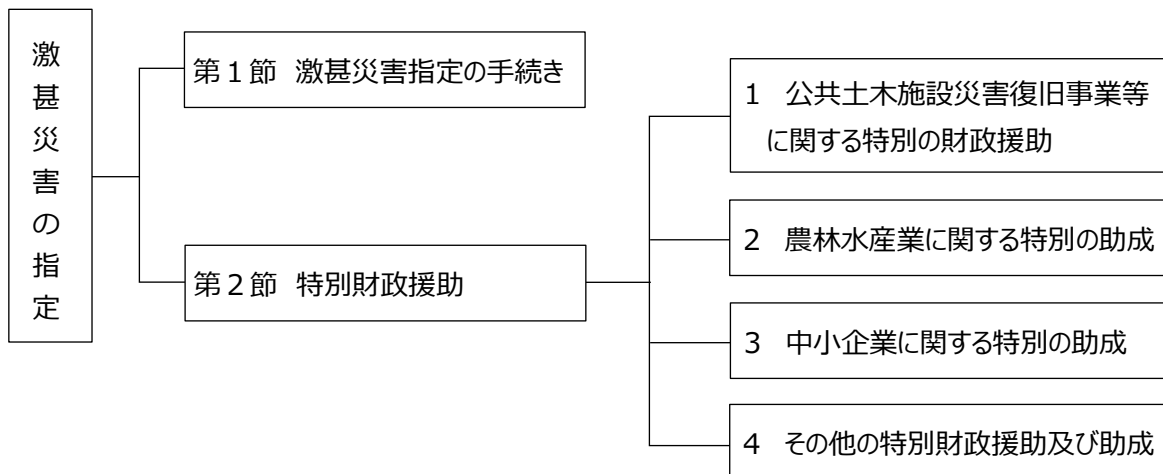 激甚災害の指定
第１節 激甚災害指定の手続き
第２節 特別財政援助
1 公共土木施設災害復旧事業等
に関する特別の財政援助
2 農林水産業に関する特別の助成
3 中小企業に関する特別の助成
4 その他の特別財政援助及び助成